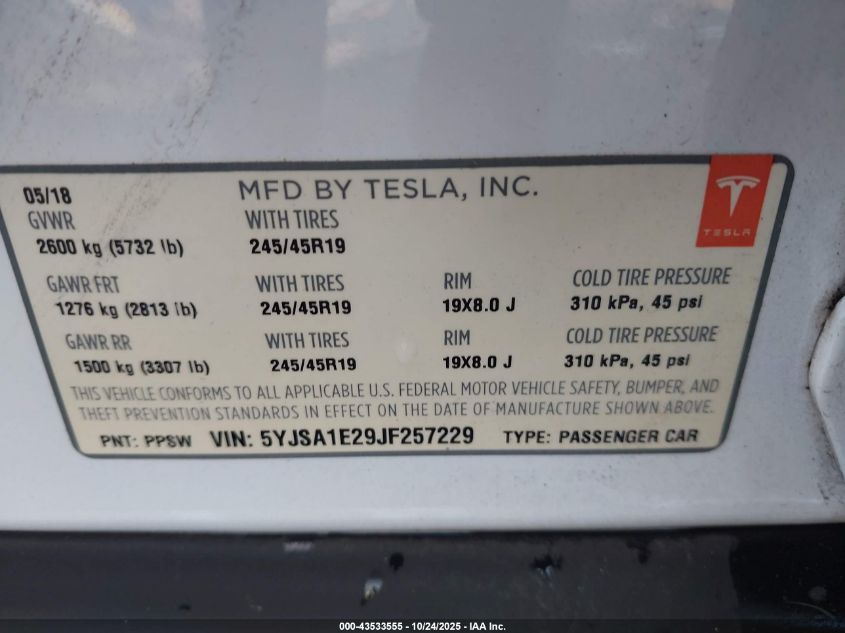 05/18 MFD BY TESLA, INC.
GVWR WITH TIRES
2600 kg (5732 lb) 245/45R19
TESLA
GAWR FRT WITH TIRES RIM COLD TIRE PRESSURE
1276 kg (2813 lb) 245/45R19 19X8.0 J 310 kPa, 45 psi
GAWR RR WITH TIRES RIM COLD TIRE PRESSURE
1500 kg (3307 lb) 245/45R19 19X8.0 J 310 kPa, 45 psi
THIS VEHICLE CONFORMS TO ALL APPLICABLE U.S. FEDERAL MOTOR VEHICLE SAFETY, BUMPER, AND
THEFT PREVENTION STANDARDS IN EFFECT ON THE DATE OF MANUFACTURE SHOWN ABOVE.
PNT: PPSW VIN: 5YJSA1E29JF257229 TYPE: PASSENGER CAR
000-43533555 - 10/24/2025 - IAA Inc.